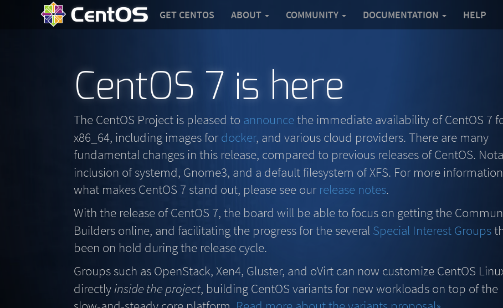 CentOS GET CENTOS ABOUT COMMUNITY DOCUMENTATION HELP
CentOS 7 is here
The CentOS Project is pleased to announce the immediate availability of CentOS 7 fo
x86_64, including images for docker, and various cloud providers. There are many
fundamental changes in this release, compared to previous releases of CentOS. Nota
inclusion of systemd, Gnome3, and a default filesystem of XFS. For more information
what makes CentOS 7 stand out, please see our release notes.
With the release of CentOS 7, the board will be able to focus on getting the Commun
Builders online, and facilitating the progress for the several Special Interest Groups th
been on hold during the release cycle.
Groups such as OpenStack, Xen4, Gluster, and oVirt can now customize CentOS Linux
directly inside the project, building CentOS variants for new workloads on top of the
slow-and-steady core platform. Read more about the variants proposal»